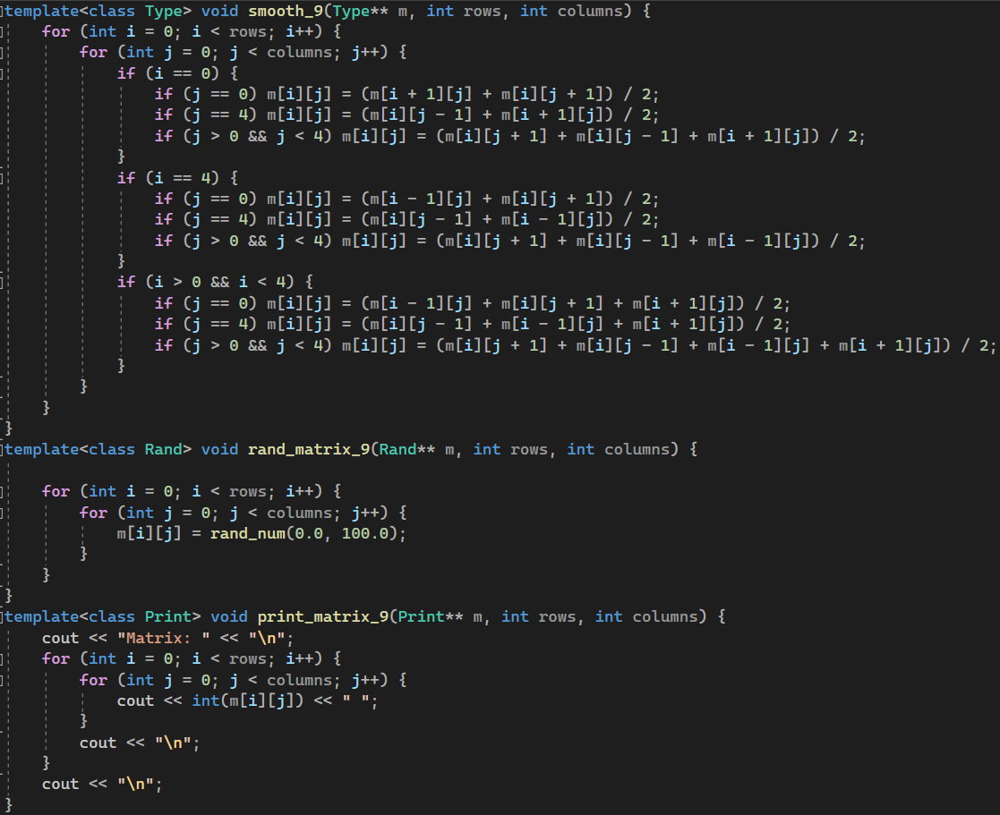 template<class Type> void smooth_9(Type** m, int rows, int columns) {
    for (int i = 0; i < rows; i++) {
        for (int j = 0; j < columns; j++) {
            if (i == 0) {
                if (j == 0) m[i][j] = (m[i + 1][j] + m[i][j + 1]) / 2;
                if (j == 4) m[i][j] = (m[i][j - 1] + m[i + 1][j]) / 2;
                if (j > 0 && j < 4) m[i][j] = (m[i][j + 1] + m[i][j - 1] + m[i + 1][j]) / 2;
            }
            if (i == 4) {
                if (j == 0) m[i][j] = (m[i - 1][j] + m[i][j + 1]) / 2;
                if (j == 4) m[i][j] = (m[i][j - 1] + m[i - 1][j]) / 2;
                if (j > 0 && j < 4) m[i][j] = (m[i][j + 1] + m[i][j - 1] + m[i - 1][j]) / 2;
            }
            if (i > 0 && i < 4) {
                if (j == 0) m[i][j] = (m[i - 1][j] + m[i][j + 1] + m[i + 1][j]) / 2;
                if (j == 4) m[i][j] = (m[i][j - 1] + m[i - 1][j] + m[i + 1][j]) / 2;
                if (j > 0 && j < 4) m[i][j] = (m[i][j + 1] + m[i][j - 1] + m[i - 1][j] + m[i + 1][j]) / 2;
            }
        }
    }
}
template<class Rand> void rand_matrix_9(Rand** m, int rows, int columns) {

    for (int i = 0; i < rows; i++) {
        for (int j = 0; j < columns; j++) {
            m[i][j] = rand_num(0.0, 100.0);
        }
    }
}
template<class Print> void print_matrix_9(Print** m, int rows, int columns) {
    cout << "Matrix: " << "\n";
    for (int i = 0; i < rows; i++) {
        for (int j = 0; j < columns; j++) {
            cout << int(m[i][j]) << " ";
        }
        cout << "\n";
    }
    cout << "\n";
}